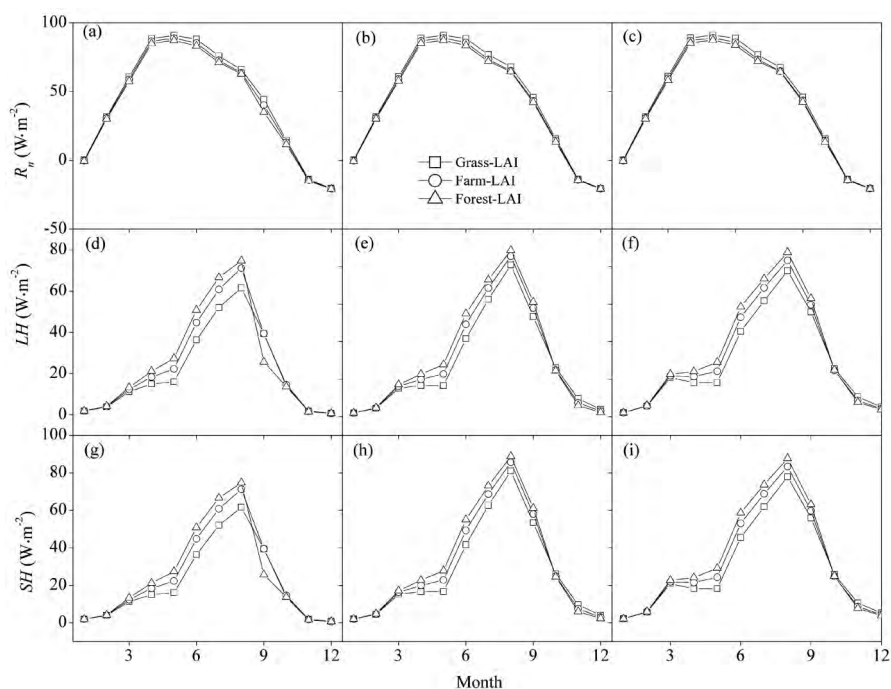 100
50
0
-50
R_n (W·m⁻²)
(a)
(b)
(c)
Grass-LAI
Farm-LAI
Forest-LAI
80
60
40
20
0
LH (W·m⁻²)
(d)
(e)
(f)
100
80
60
40
20
0
SH (W·m⁻²)
(g)
(h)
(i)
3 6 9 12 3 6 9 12 3 6 9 12
Month